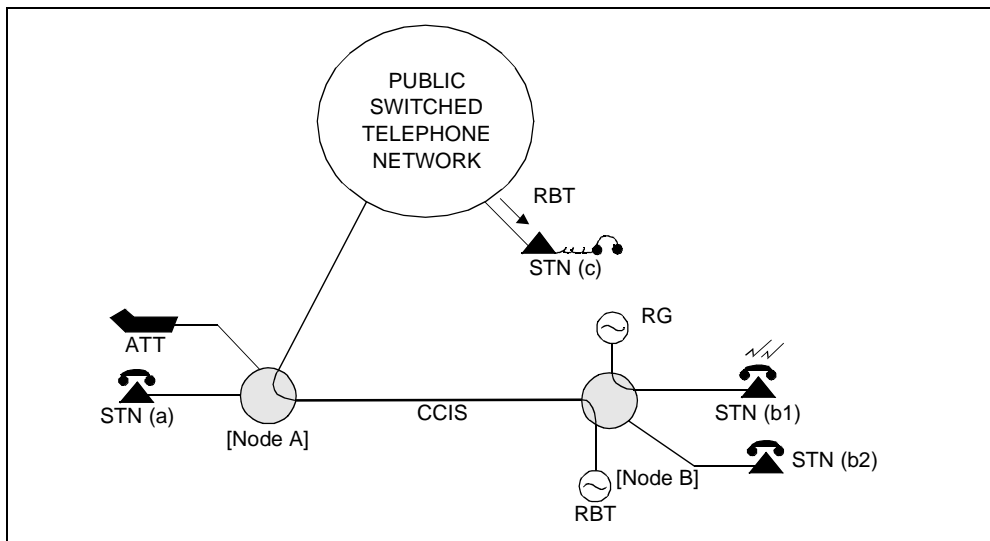 PUBLIC
SWITCHED
TELEPHONE
NETWORK
RBT
STN (c)
RG
ATT
STN (a)
CCIS
STN (b1)
[Node A]
STN (b2)
[Node B]
RBT